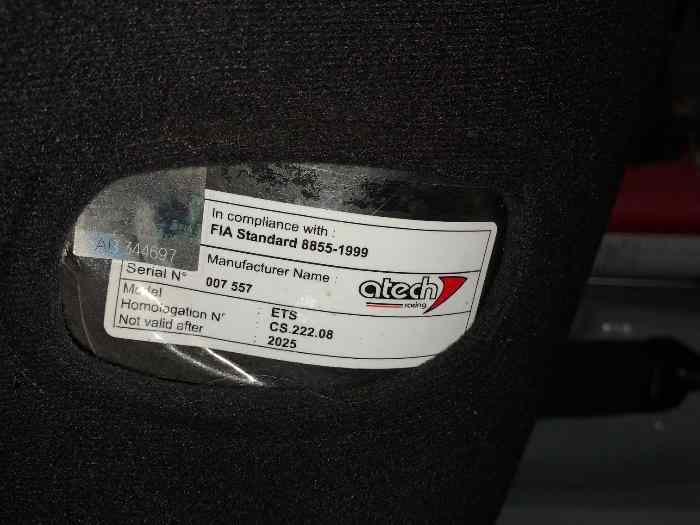 In compliance with :
FIA Standard 8855-1999
AB 344697
Manufacturer Name :
atech
racing
Serial N° 007 557
Model : ETS
Homologation N° : CS.222.08
Not valid after : 2025